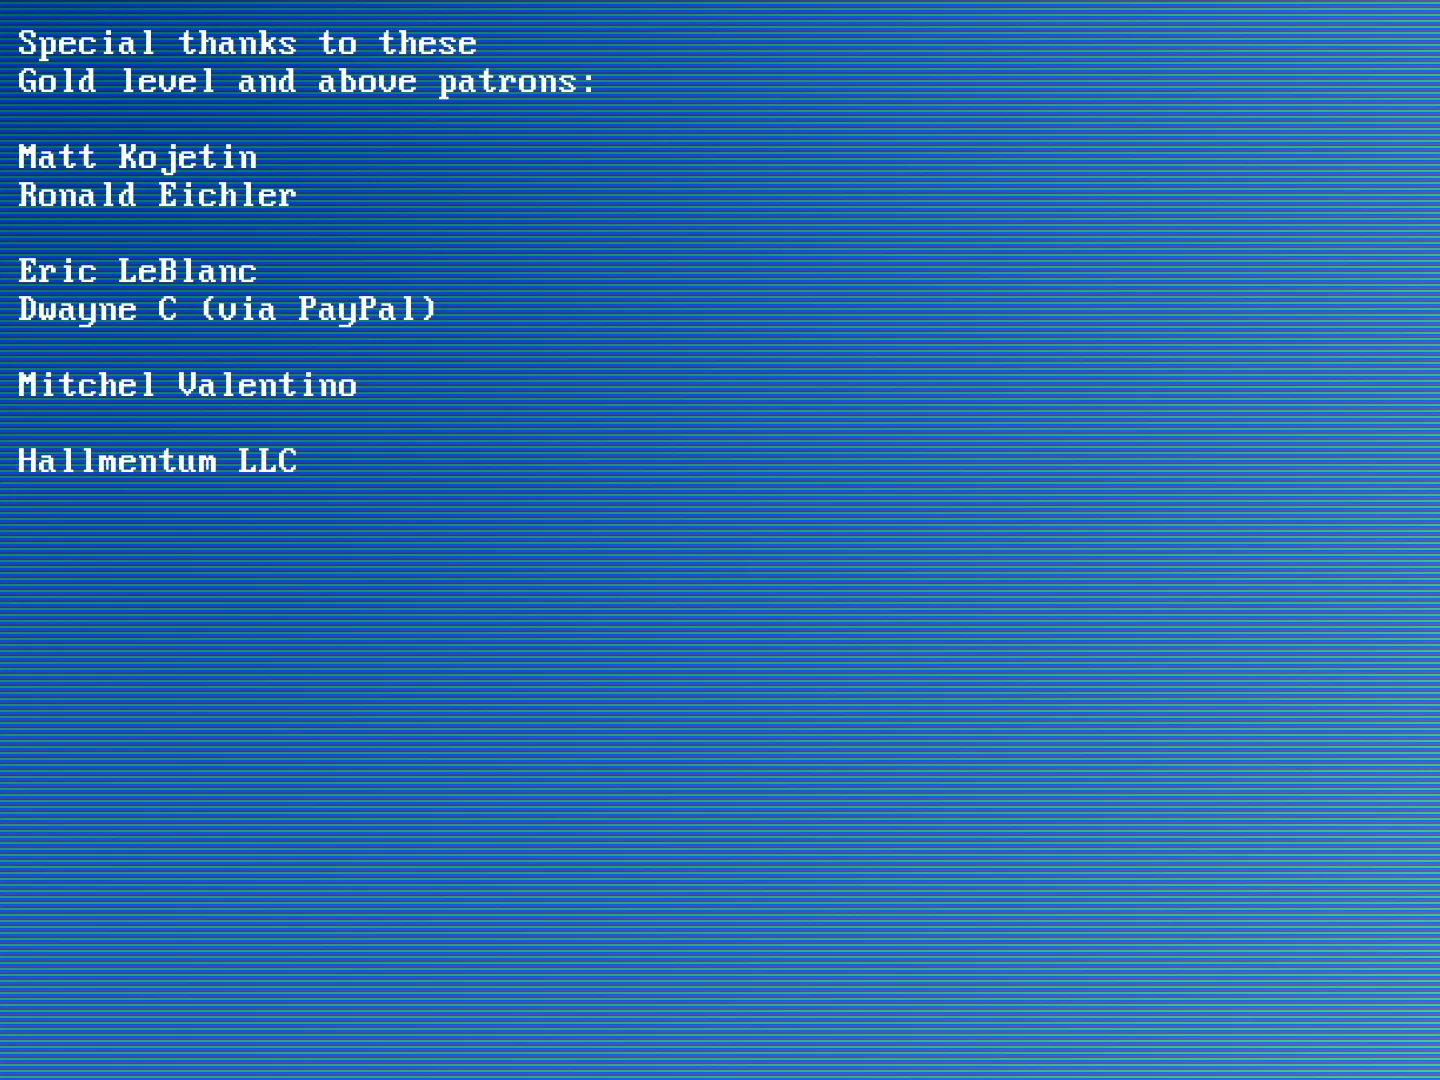 Special thanks to these
Gold level and above patrons:
Matt Kojetin
Ronald Eichler
Eric LeBlanc
Dwayne C (via PayPal)
Mitchel Valentino
Hallmentum LLC